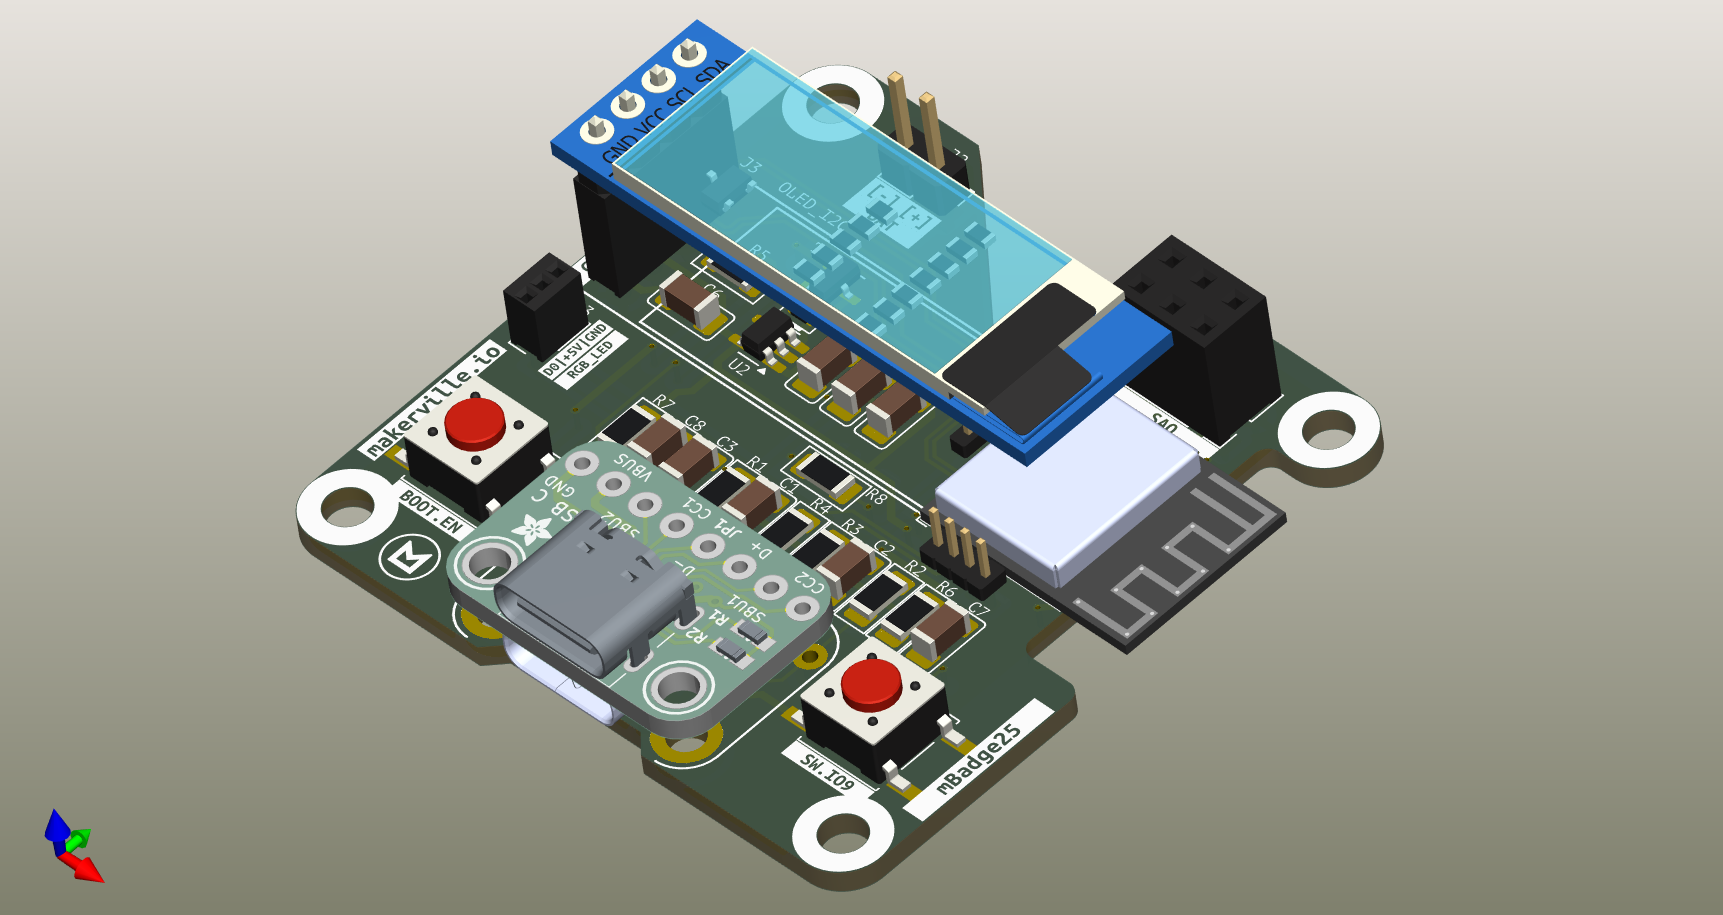 GND VCC SCL SDA
J3
OLED_I2C
[-] [+]
R5
C6
U2
D0|+5V|GND
RGB_LED
makerville.io
BOOT.EN
R7
C8
C3
R1
C1
R4
R3
C2
R2
R6
C7
R8
SAO
GND
VBUS
CC1
JP1
D+
D-
CC2
SBU2
SBU1
R1
R2
SW.IO9
mBadge25